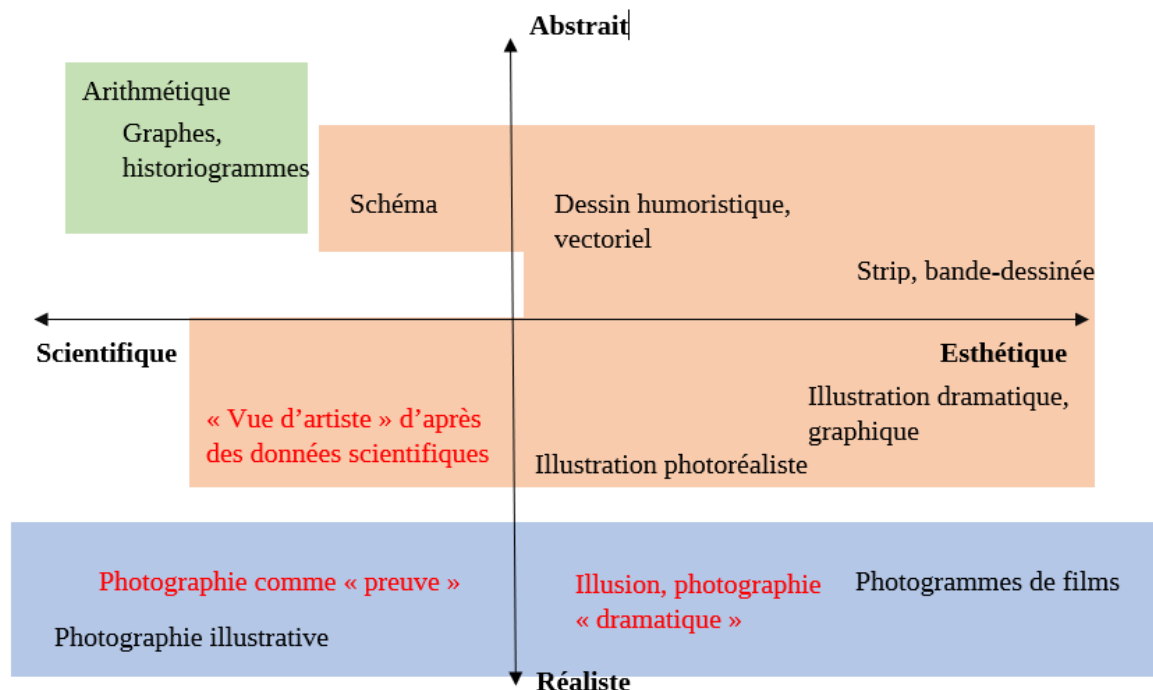 Abstrait
Arithmétique
Graphes,
historiogrammes
Schéma
Dessin humoristique,
vectoriel
Strip, bande-dessinée
Scientifique
Esthétique
« Vue d’artiste » d’après
des données scientifiques
Illustration dramatique,
graphique
Illustration photoréaliste
Photographie comme « preuve »
Photographie illustrative
Illusion, photographie
« dramatique »
Photogrammes de films
Réaliste